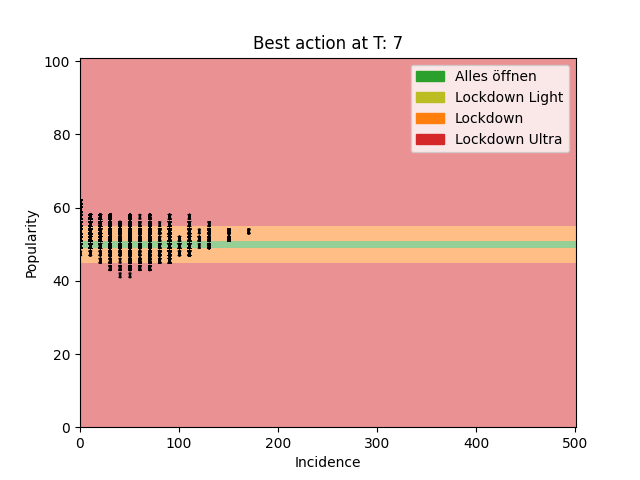 Best action at T: 7
Alles öffnen
Lockdown Light
Lockdown
Lockdown Ultra
Popularity
100
80
60
40
20
0
0 100 200 300 400 500
Incidence